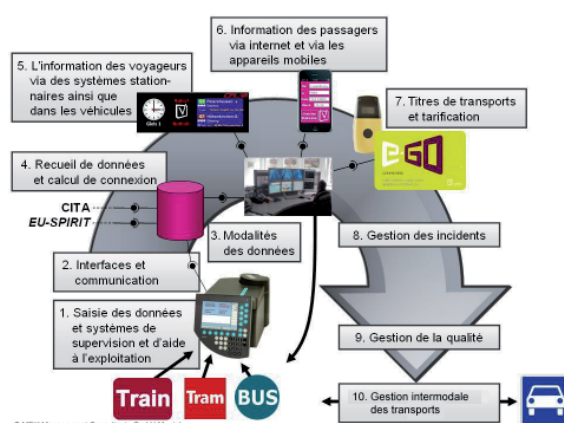 6. Information des passagers
via internet et via les
appareils mobiles
5. L'information des voyageurs
via des systèmes station-
naires ainsi que
dans les véhicules
7. Titres de transports
et tarification
e-GO
4. Recueil de données
et calcul de connexion
CITA
EU-SPIRIT
3. Modalités
des données
8. Gestion des incidents
2. Interfaces et
communication
1. Saisie des données
et systèmes de
supervision et d'aide
à l'exploitation
9. Gestion de la qualité
Train
Tram
BUS
10. Gestion intermodale
des transports